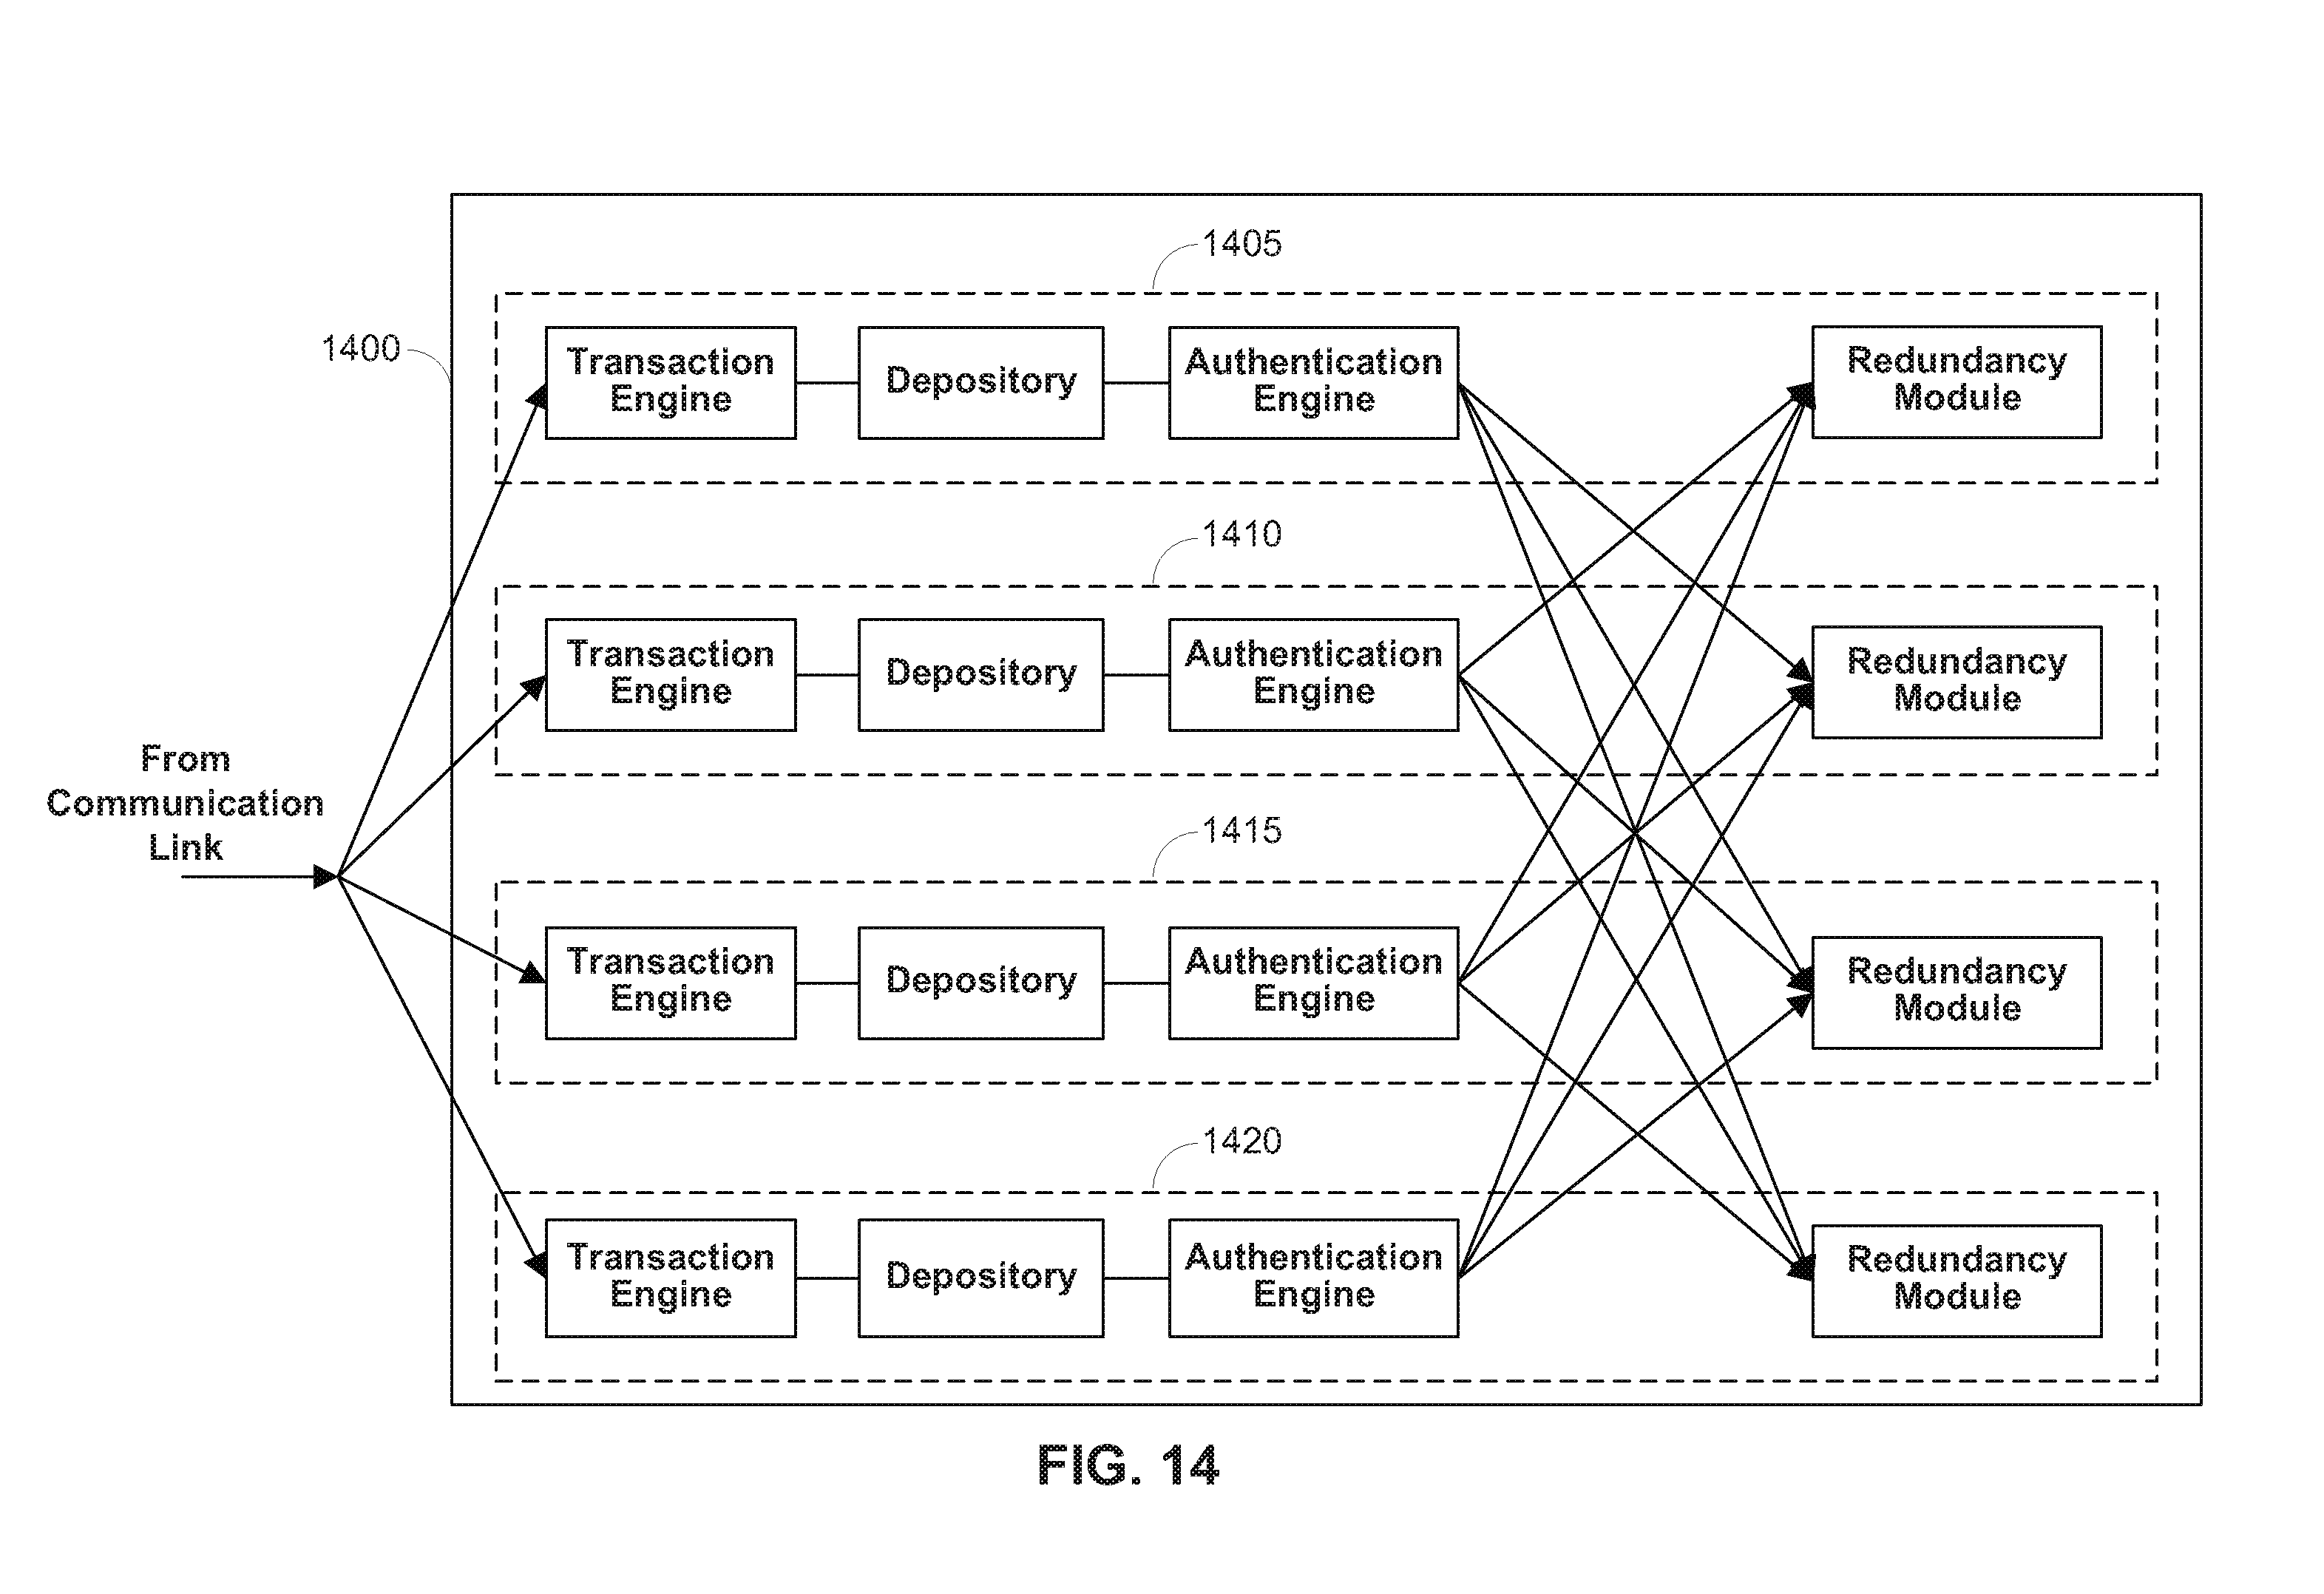 1405
1400
Transaction
Engine
Depository
Authentication
Engine
Redundancy
Module
1410
Transaction
Engine
Depository
Authentication
Engine
Redundancy
Module
From
Communication
Link
1415
Transaction
Engine
Depository
Authentication
Engine
Redundancy
Module
1420
Transaction
Engine
Depository
Authentication
Engine
Redundancy
Module
FIG. 14